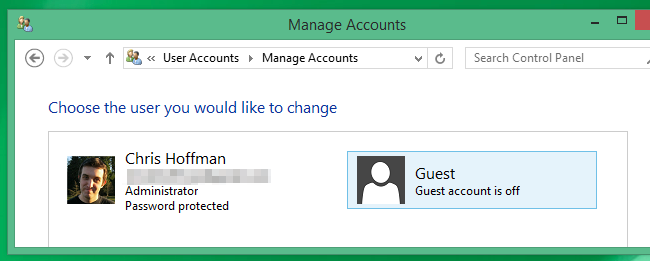 Manage Accounts
« User Accounts Manage Accounts
Search Control Panel
Choose the user you would like to change
Chris Hoffman
Administrator
Password protected
Guest
Guest account is off